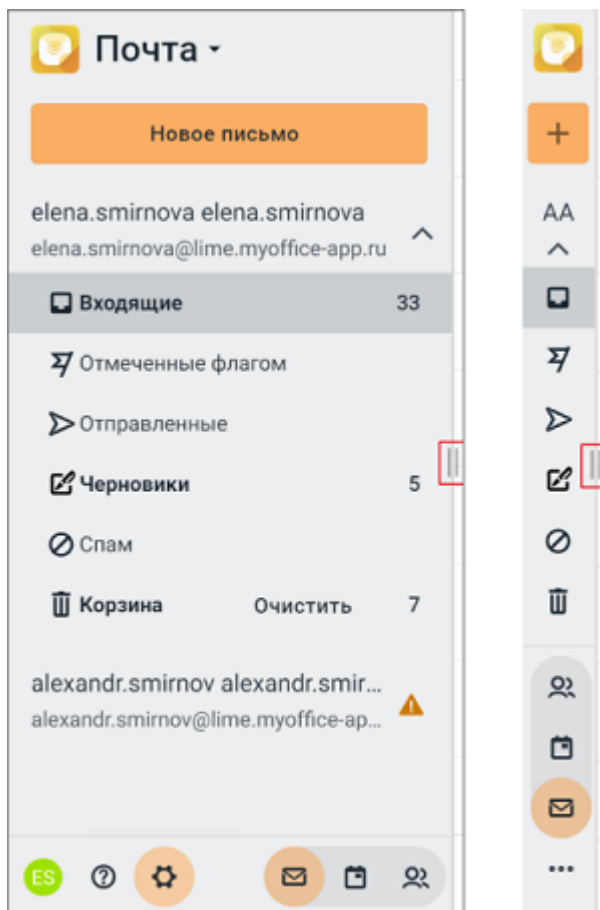 Почта
Новое письмо
elena.smirnova elena.smirnova
elena.smirnova@lime.myoffice-app.ru
Входящие 33
Отмеченные флагом
Отправленные
Черновики 5
Спам
Корзина Очистить 7
alexandr.smirnov alexandr.smir...
alexandr.smirnov@lime.myoffice-ap...
ES
AA